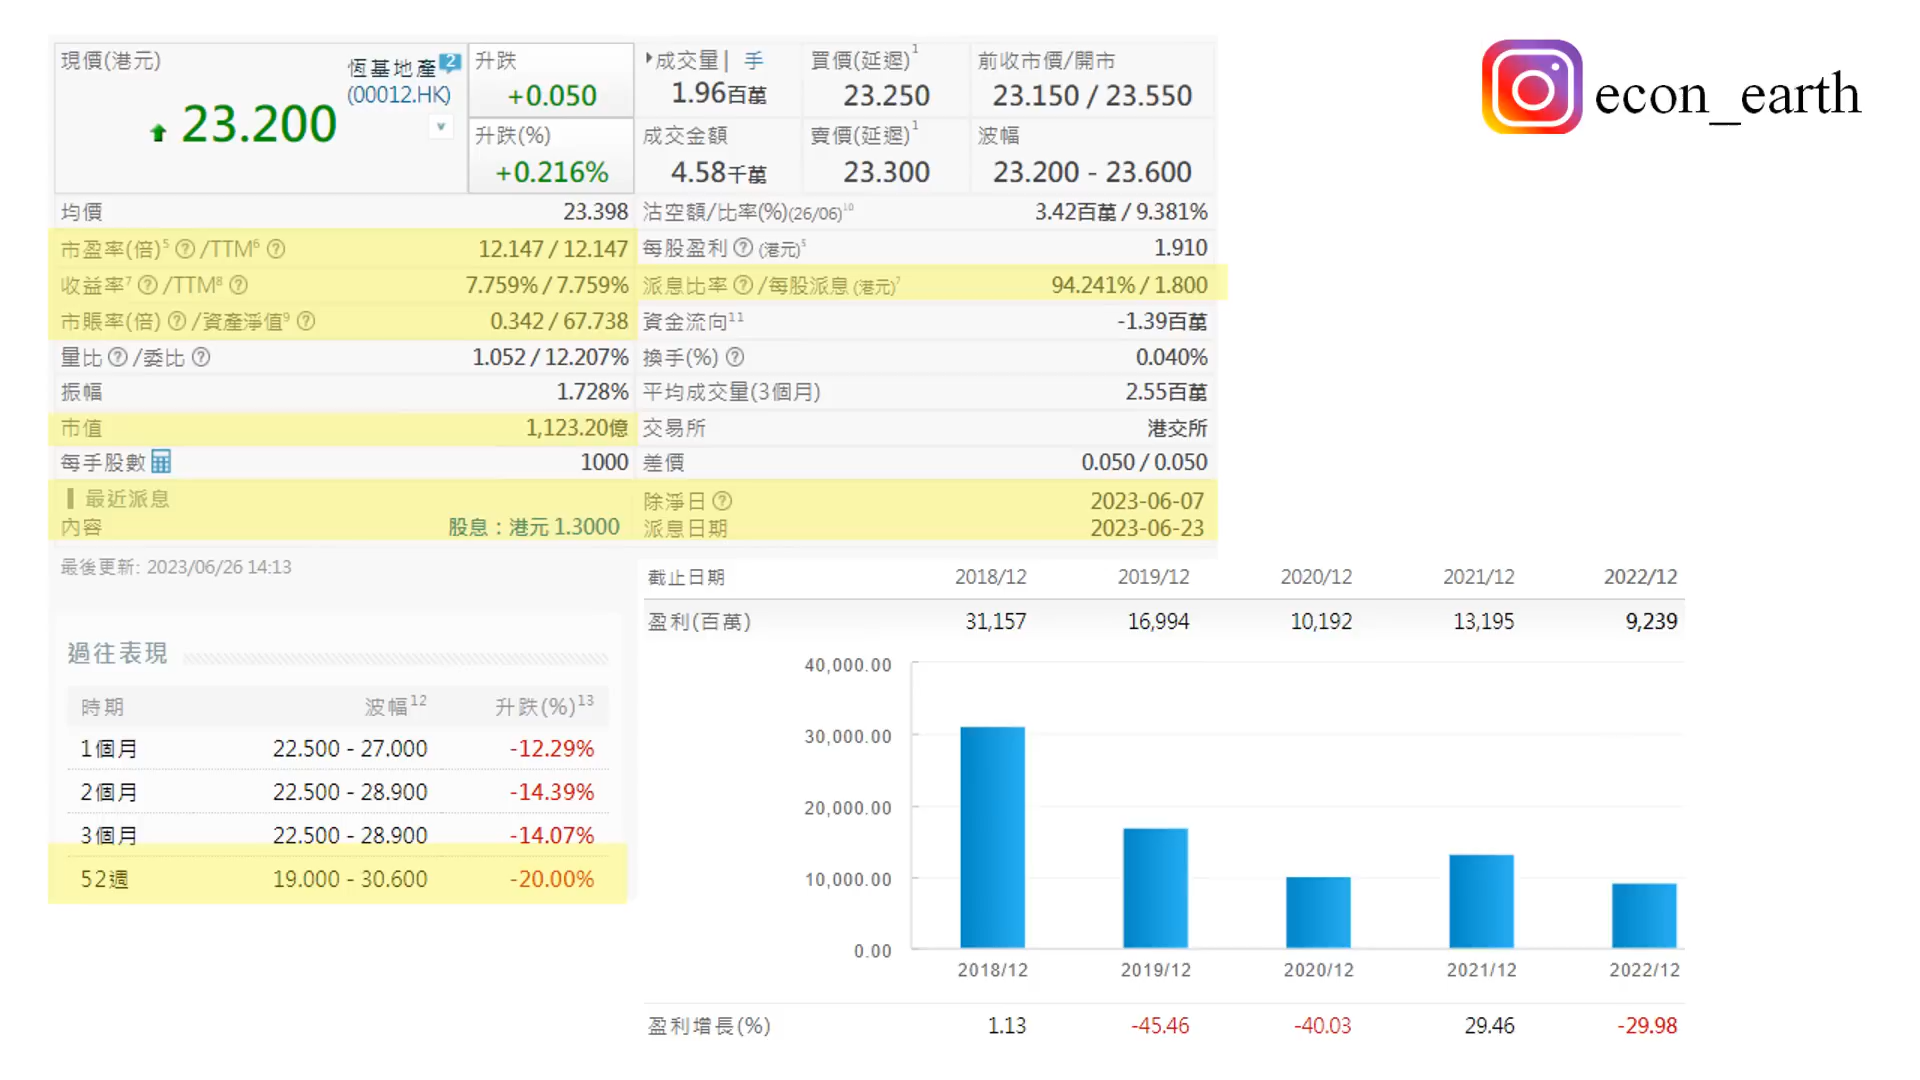 現價(港元)
恆基地產 2
(00012.HK)
23.200
升跌
+0.050
升跌(%)
+0.216%
成交量| 手
1.96百萬
買價(延遲)1
23.250
前收市價/開市
23.150 / 23.550
成交金額
4.58千萬
賣價(延遲)1
23.300
波幅
23.200 - 23.600
均價 23.398 沽空額/比率(%)(26/06)10 3.42百萬 / 9.381%
市盈率(倍)5 ? /TTM6 ? 12.147 / 12.147 每股盈利 ? (港元)5 1.910
收益率7 ? /TTM8 ? 7.759% / 7.759% 派息比率 ? /每股派息 (港元)7 94.241% / 1.800
市賬率(倍) ? /資產淨值9 ? 0.342 / 67.738 資金流向11 -1.39百萬
量比 ? /委比 ? 1.052 / 12.207% 換手(%) ? 0.040%
振幅 1.728% 平均成交量(3個月) 2.55百萬
市值 1,123.20億 交易所 港交所
每手股數 1000 差價 0.050 / 0.050
最近派息 除淨日 ? 2023-06-07
內容 股息：港元 1.3000 派息日期 2023-06-23
最後更新: 2023/06/26 14:13
過往表現
時期 波幅12 升跌(%)13
1個月 22.500 - 27.000 -12.29%
2個月 22.500 - 28.900 -14.39%
3個月 22.500 - 28.900 -14.07%
52週 19.000 - 30.600 -20.00%
截止日期 2018/12 2019/12 2020/12 2021/12 2022/12
盈利(百萬) 31,157 16,994 10,192 13,195 9,239
40,000.00
30,000.00
20,000.00
10,000.00
0.00
2018/12 2019/12 2020/12 2021/12 2022/12
盈利增長(%) 1.13 -45.46 -40.03 29.46 -29.98
econ_earth